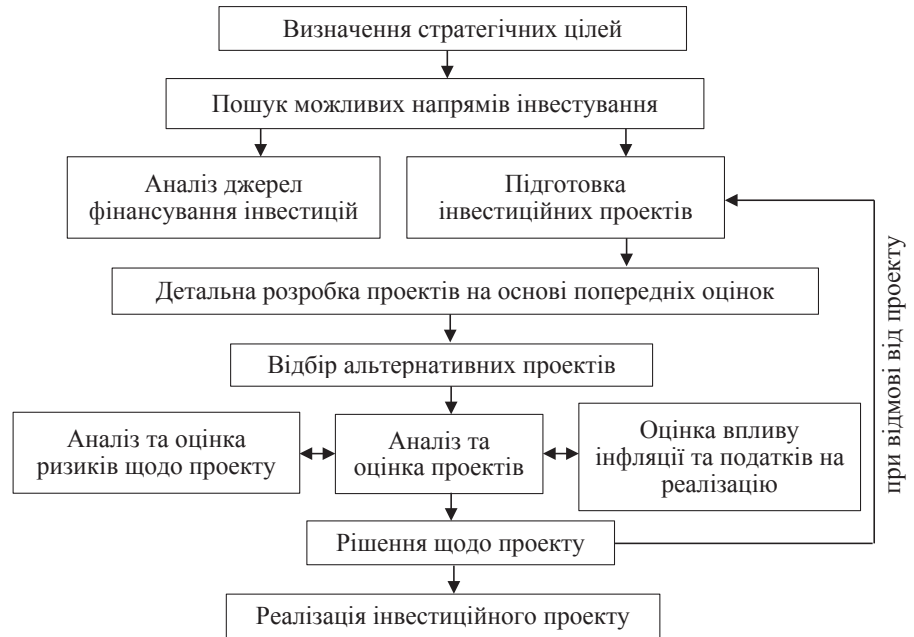 Визначення стратегічних цілей
Пошук можливих напрямів інвестування
Аналіз джерел
фінансування інвестицій
Підготовка
інвестиційних проектів
Детальна розробка проектів на основі попередніх оцінок
Відбір альтернативних проектів
Аналіз та оцінка
ризиків щодо проекту
Аналіз та
оцінка проектів
Оцінка впливу
інфляції та податків на
реалізацію
Рішення щодо проекту
Реалізація інвестиційного проекту
при відмові від проекту